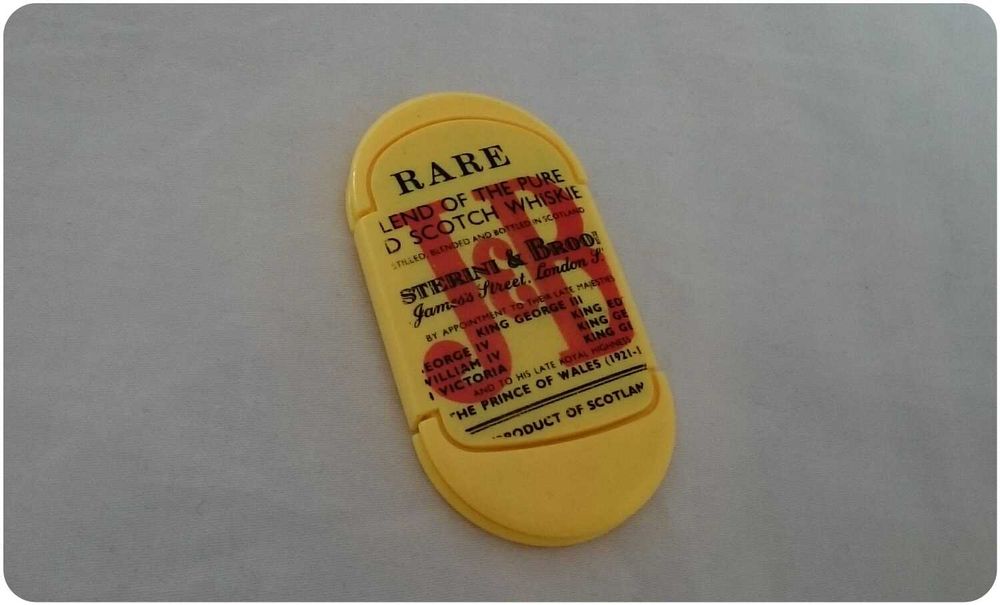 RARE
LEND OF THE PURE
D SCOTCH WHISKIE
STILLED, BLENDED AND BOTTLED IN SCOTLAND
J&B
STERINI & BROO
James's Street, London S
BY APPOINTMENT TO THEIR LATE MAJESTIES
KING GEORGE III
EORGE IV KING ED
WILLIAM IV KING GE
VICTORIA KING GE
AND TO HIS LATE ROYAL HIGHNESS
THE PRINCE OF WALES (1921-
PRODUCT OF SCOTLAN